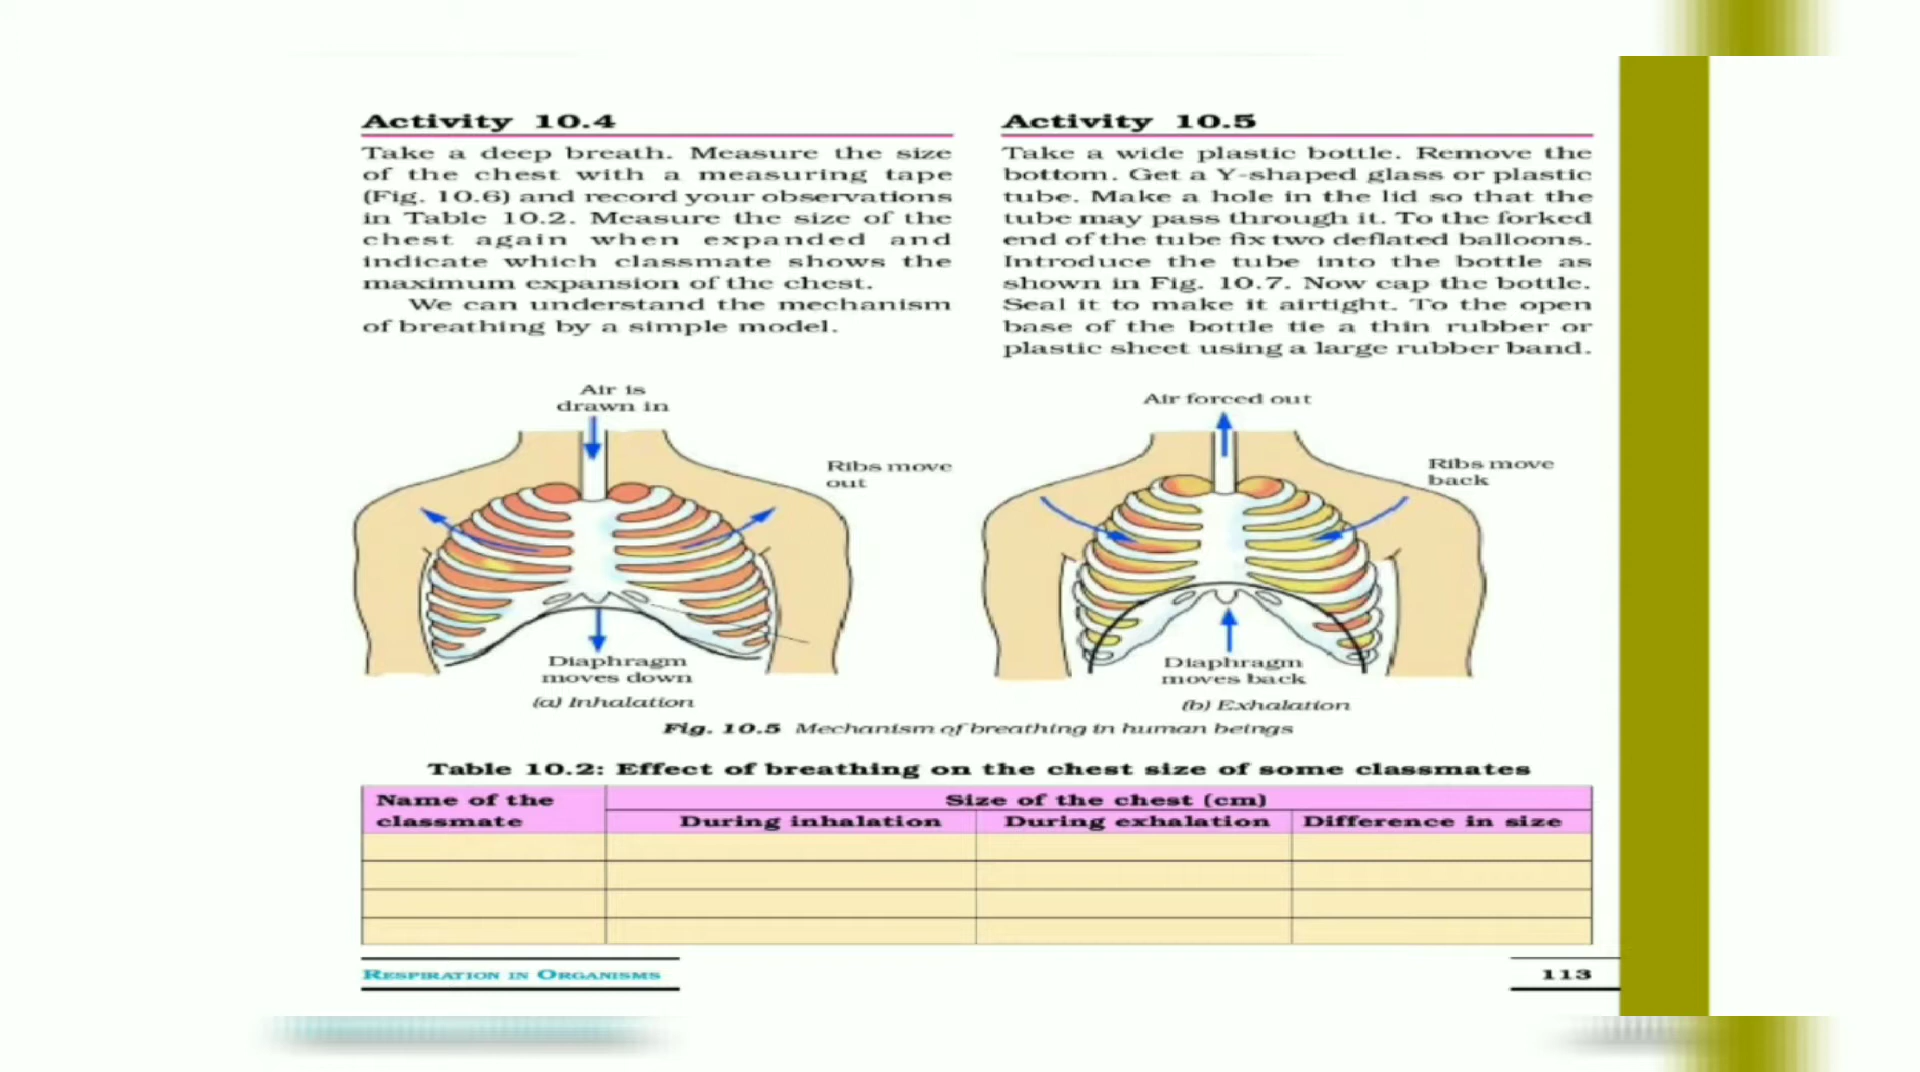 Activity 10.4
Take a deep breath. Measure the size
of the chest with a measuring tape
(Fig. 10.6) and record your observations
in Table 10.2. Measure the size of the
chest again when expanded and
indicate which classmate shows the
maximum expansion of the chest.
We can understand the mechanism
of breathing by a simple model.
Activity 10.5
Take a wide plastic bottle. Remove the
bottom. Get a Y-shaped glass or plastic
tube. Make a hole in the lid so that the
tube may pass through it. To the forked
end of the tube fix two deflated balloons.
Introduce the tube into the bottle as
shown in Fig. 10.7. Now cap the bottle.
Seal it to make it airtight. To the open
base of the bottle tie a thin rubber or
plastic sheet using a large rubber band.
Air is
drawn in
Ribs move
out
Diaphragm
moves down
(a) Inhalation
Air forced out
Ribs move
back
Diaphragm
moves back
(b) Exhalation
Fig. 10.5 Mechanism of breathing in human beings
Table 10.2: Effect of breathing on the chest size of some classmates
Name of the
classmate
Size of the chest (cm)
During inhalation During exhalation Difference in size
RESPIRATION IN ORGANISMS
113